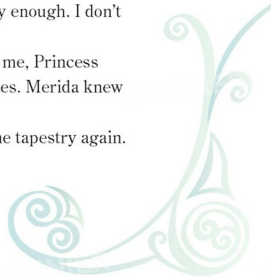 y enough. I don’t
me, Princess
es. Merida knew
e tapestry again.